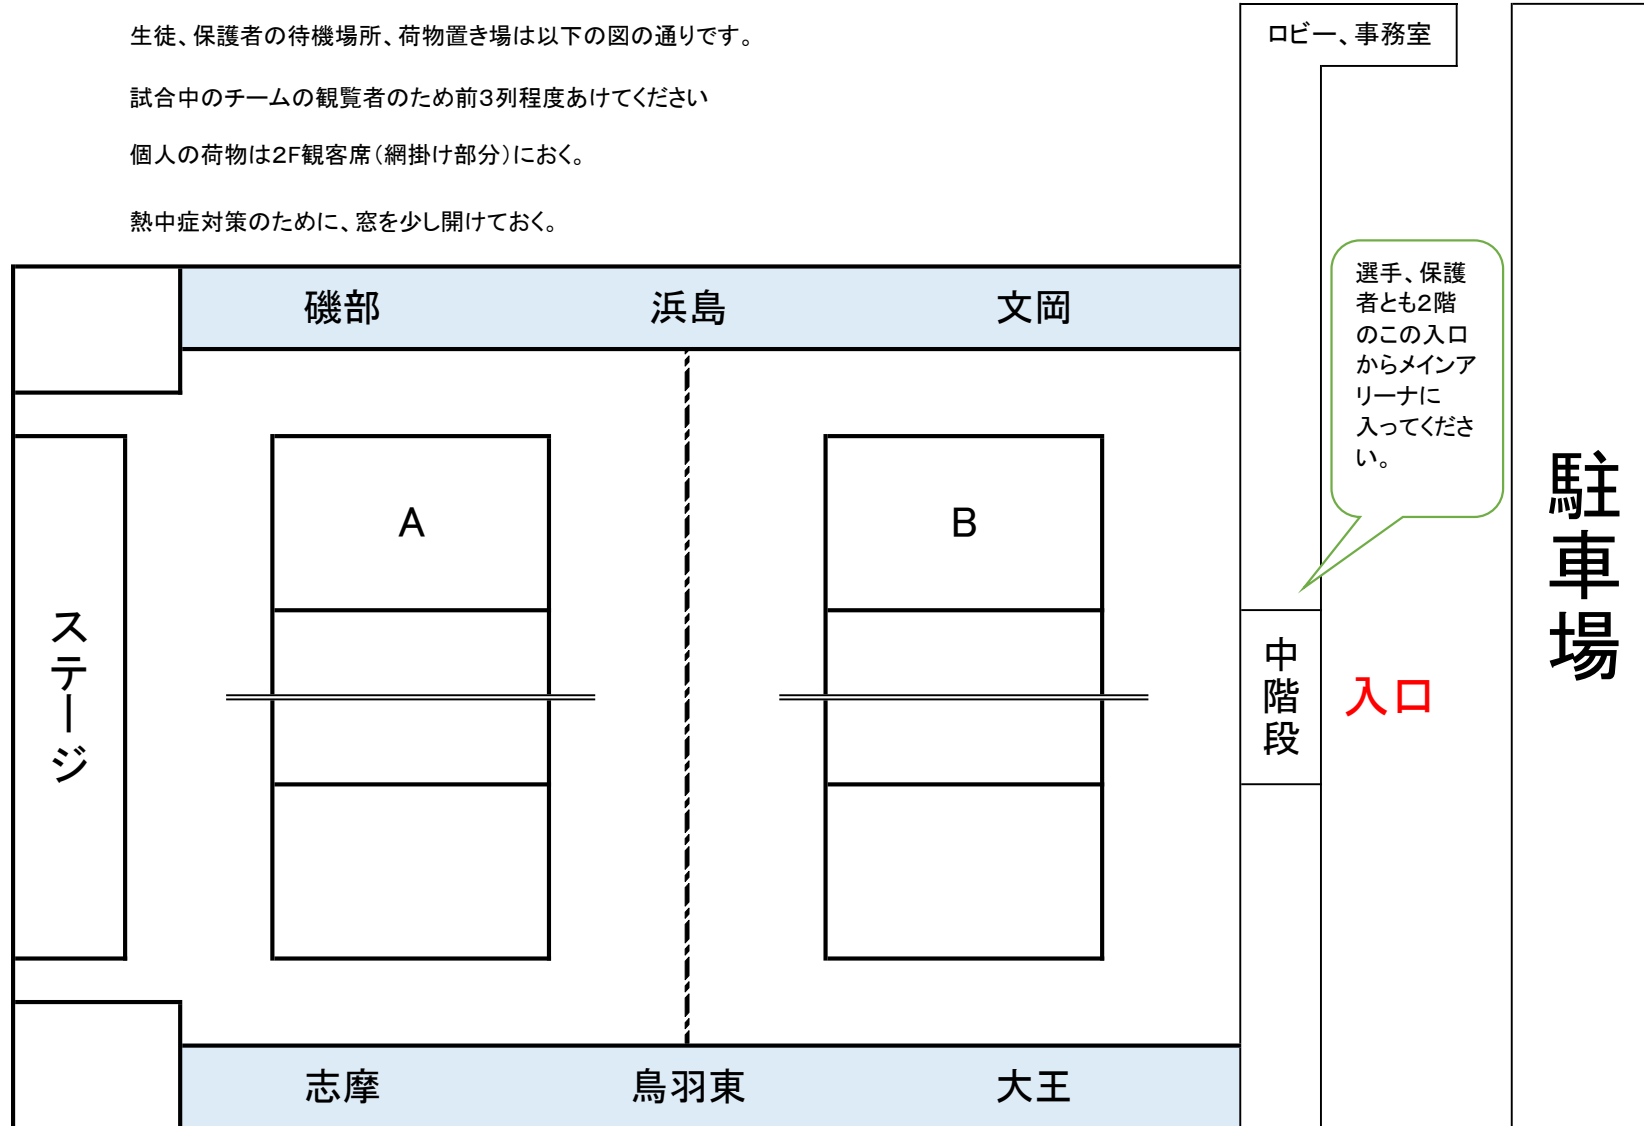 生徒、保護者の待機場所、荷物置き場は以下の図の通りです。
ロビー、事務室
試合中のチームの観覧者のため前3列程度あけてください
個人の荷物は2F観客席(網掛け部分)におく。
熱中症対策のために、窓を少し開けておく。
磯部
浜島
文岡
選手、保護
者とも2階
のこの入口
からメインア
リーナに
入ってくださ
い。
A
B
ステージ
中階段
入口
駐車場
志摩
鳥羽東
大王